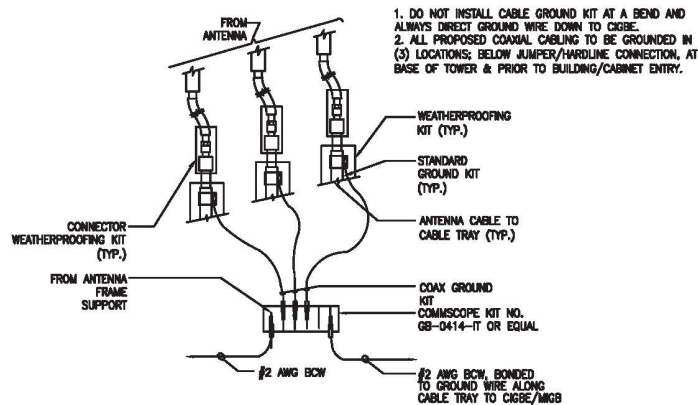 FROM
ANTENNA
1. DO NOT INSTALL CABLE GROUND KIT AT A BEND AND
ALWAYS DIRECT GROUND WIRE DOWN TO CIGBE.
2. ALL PROPOSED COAXIAL CABLING TO BE GROUNDED IN
(3) LOCATIONS; BELOW JUMPER/HARDLINE CONNECTION, AT
BASE OF TOWER & PRIOR TO BUILDING/CABINET ENTRY.
WEATHERPROOFING
KIT (TYP.)
STANDARD
GROUND KIT
(TYP.)
ANTENNA CABLE TO
CABLE TRAY (TYP.)
CONNECTOR
WEATHERPROOFING KIT
(TYP.)
FROM ANTENNA
FRAME
SUPPORT
COAX GROUND
KIT
COMMSCOPE KIT NO.
GB-0414-IT OR EQUAL
#2 AWG BCW
#2 AWG BCW, BONDED
TO GROUND WIRE ALONG
CABLE TRAY TO CIGBE/MIGB